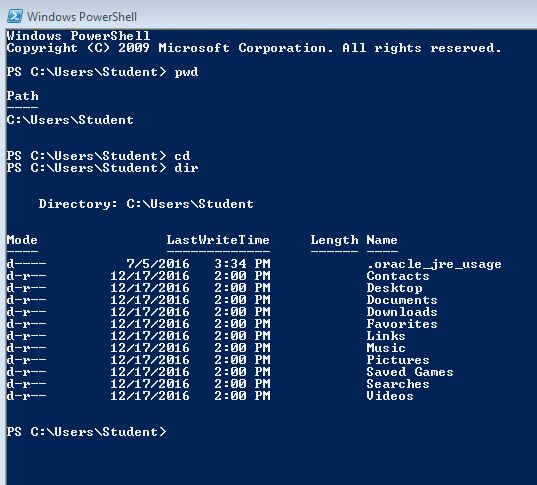 Windows PowerShell
Windows PowerShell
Copyright (C) 2009 Microsoft Corporation. All rights reserved.
PS C:\Users\Student> pwd
Path
----
C:\Users\Student
PS C:\Users\Student> cd
PS C:\Users\Student> dir
Directory: C:\Users\Student
Mode LastWriteTime Length Name
---- ------------- ------ ----
d---- 7/5/2016 3:34 PM .oracle_jre_usage
d-r-- 12/17/2016 2:00 PM Contacts
d-r-- 12/17/2016 2:00 PM Desktop
d-r-- 12/17/2016 2:00 PM Documents
d-r-- 12/17/2016 2:00 PM Downloads
d-r-- 12/17/2016 2:00 PM Favorites
d-r-- 12/17/2016 2:00 PM Links
d-r-- 12/17/2016 2:00 PM Music
d-r-- 12/17/2016 2:00 PM Pictures
d-r-- 12/17/2016 2:00 PM Saved Games
d-r-- 12/17/2016 2:00 PM Searches
d-r-- 12/17/2016 2:00 PM Videos
PS C:\Users\Student>